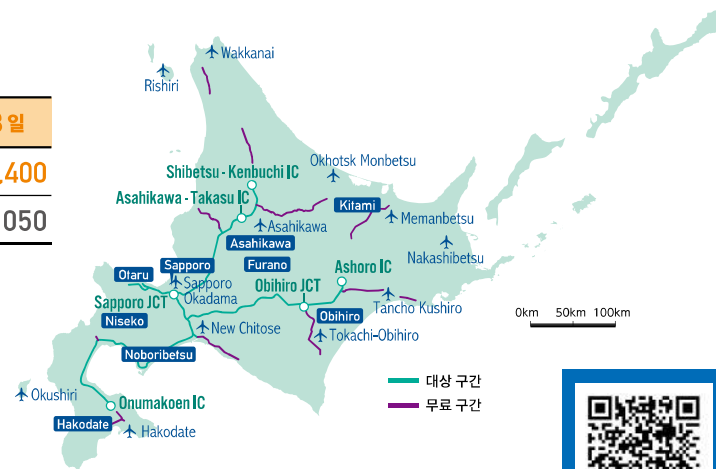 일
,400
050
Wakkanai
Rishiri
Okhotsk Monbetsu
Shibetsu - Kenbuchi IC
Asahikawa - Takasu IC
Kitami
Memanbetsu
Asahikawa
Asahikawa
Nakashibetsu
Sapporo
Furano
Ashoro IC
Otaru
Sapporo
Okadama
Obihiro JCT
Sapporo JCT
Tancho Kushiro
Niseko
Obihiro
New Chitose
Tokachi-Obihiro
Noboribetsu
0km 50km 100km
대상 구간
무료 구간
Okushiri
Onumakoen IC
Hakodate
Hakodate